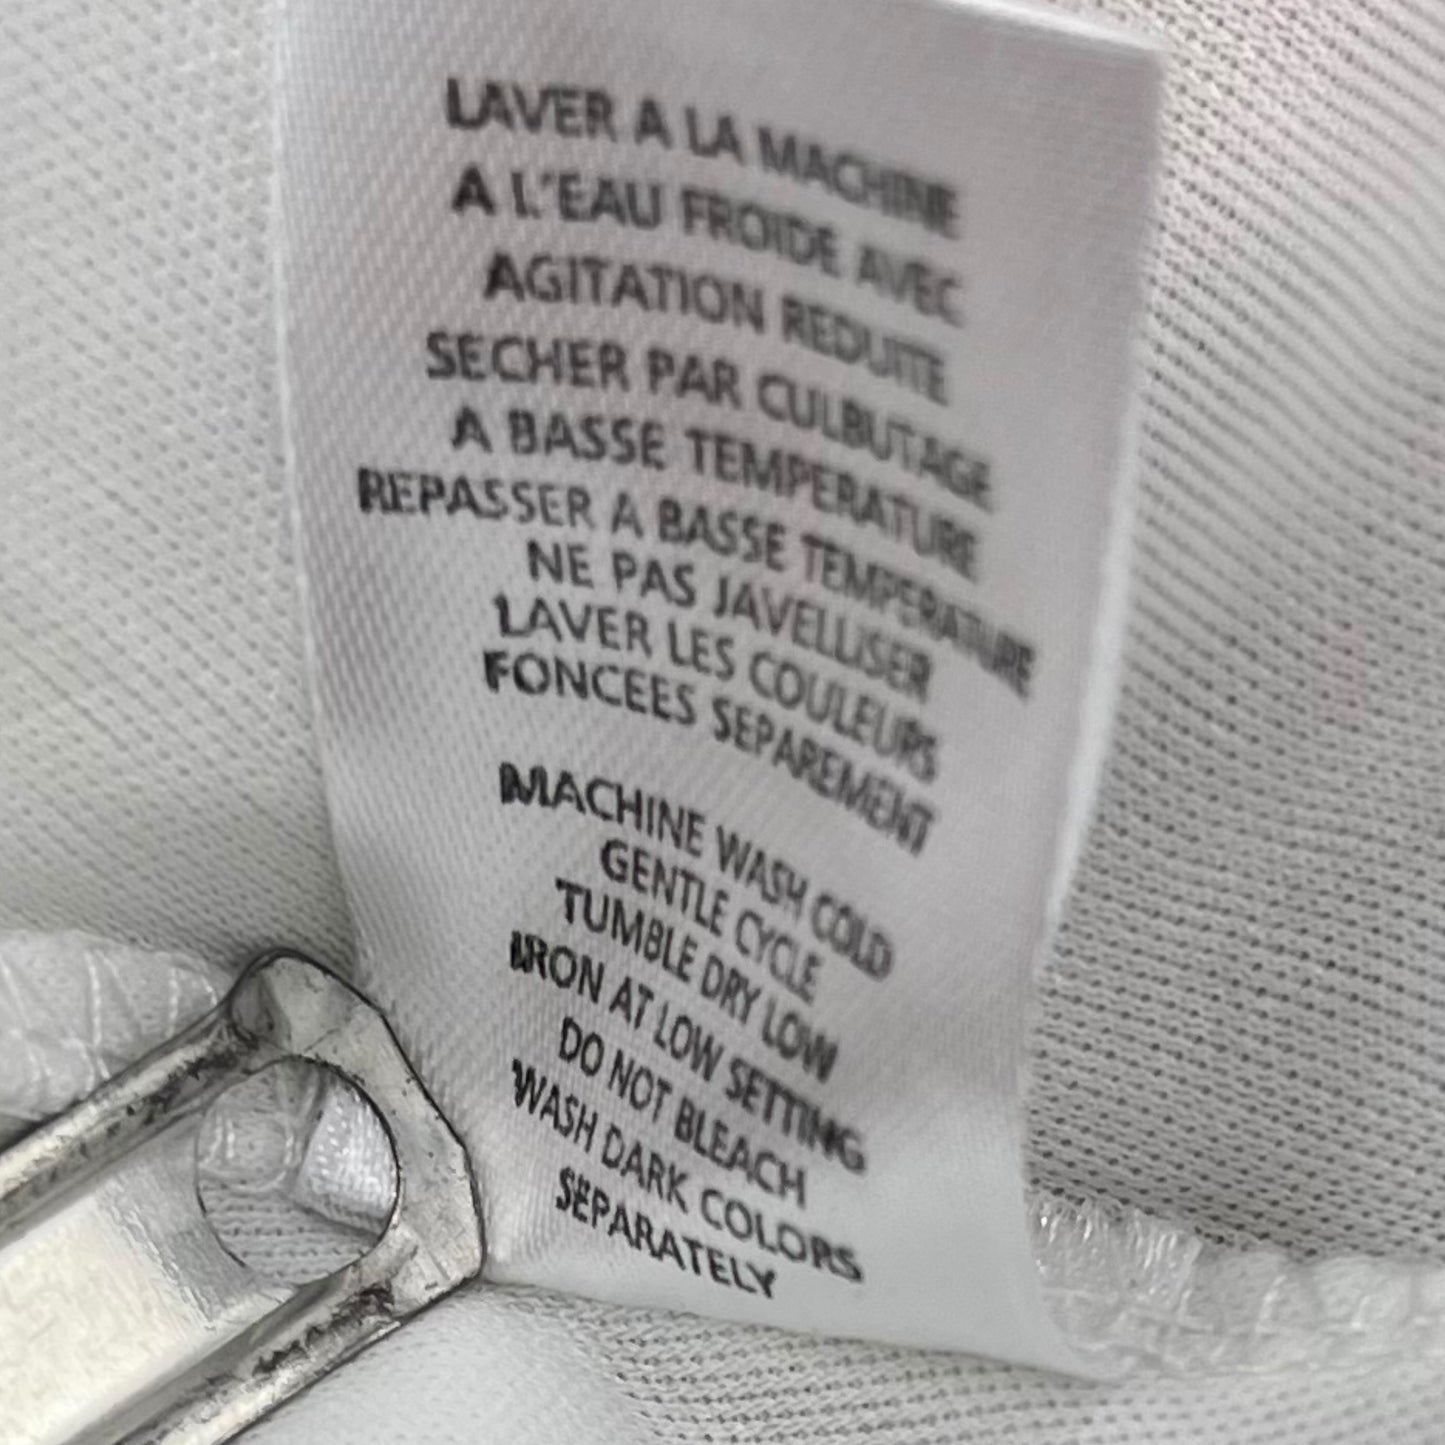 LAVER A LA MACHINE
A L'EAU FROIDE AVEC
AGITATION REDUITE
SECHER PAR CULBUTAGE
A BASSE TEMPERATURE
REPASSER A BASSE TEMPERATURE
NE PAS JAVELLISER
LAVER LES COULEURS
FONCEES SEPAREMENT
MACHINE WASH COLD
GENTLE CYCLE
TUMBLE DRY LOW
IRON AT LOW SETTING
DO NOT BLEACH
WASH DARK COLORS
SEPARATELY